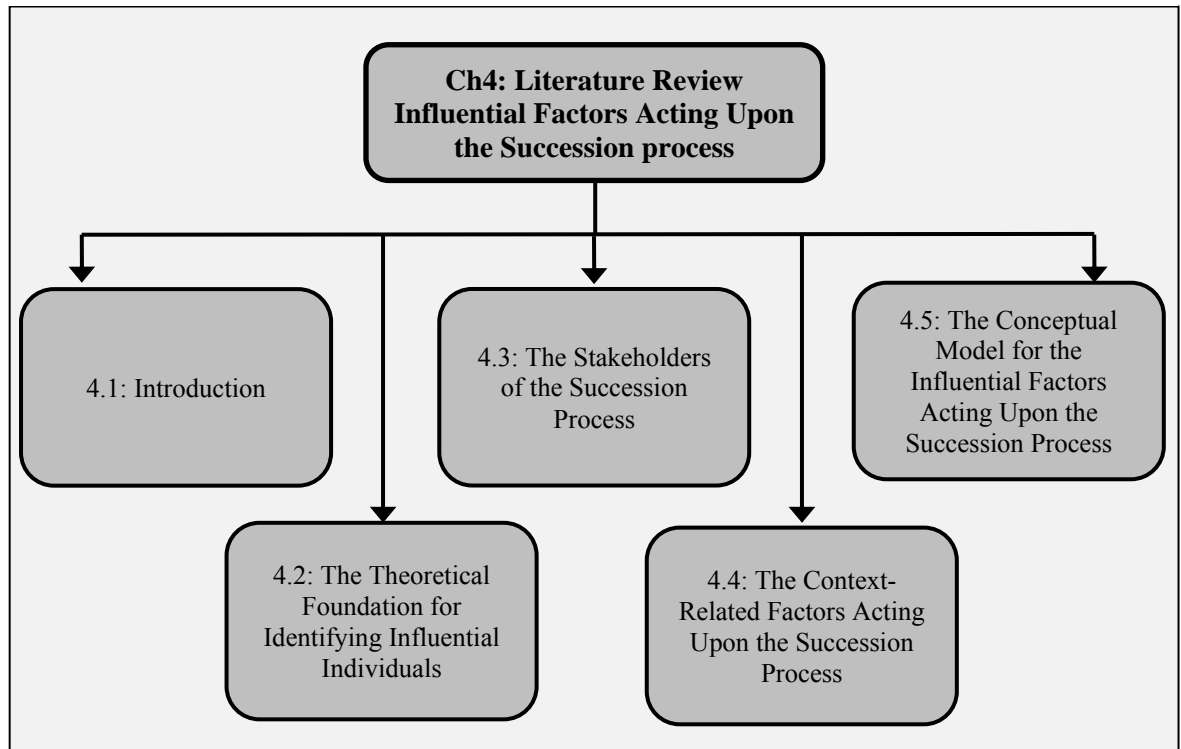 Ch4: Literature Review
Influential Factors Acting Upon
the Succession process
4.1: Introduction
4.2: The Theoretical
Foundation for
Identifying Influential
Individuals
4.3: The Stakeholders
of the Succession
Process
4.4: The Context-
Related Factors Acting
Upon the Succession
Process
4.5: The Conceptual
Model for the
Influential Factors
Acting Upon the
Succession Process